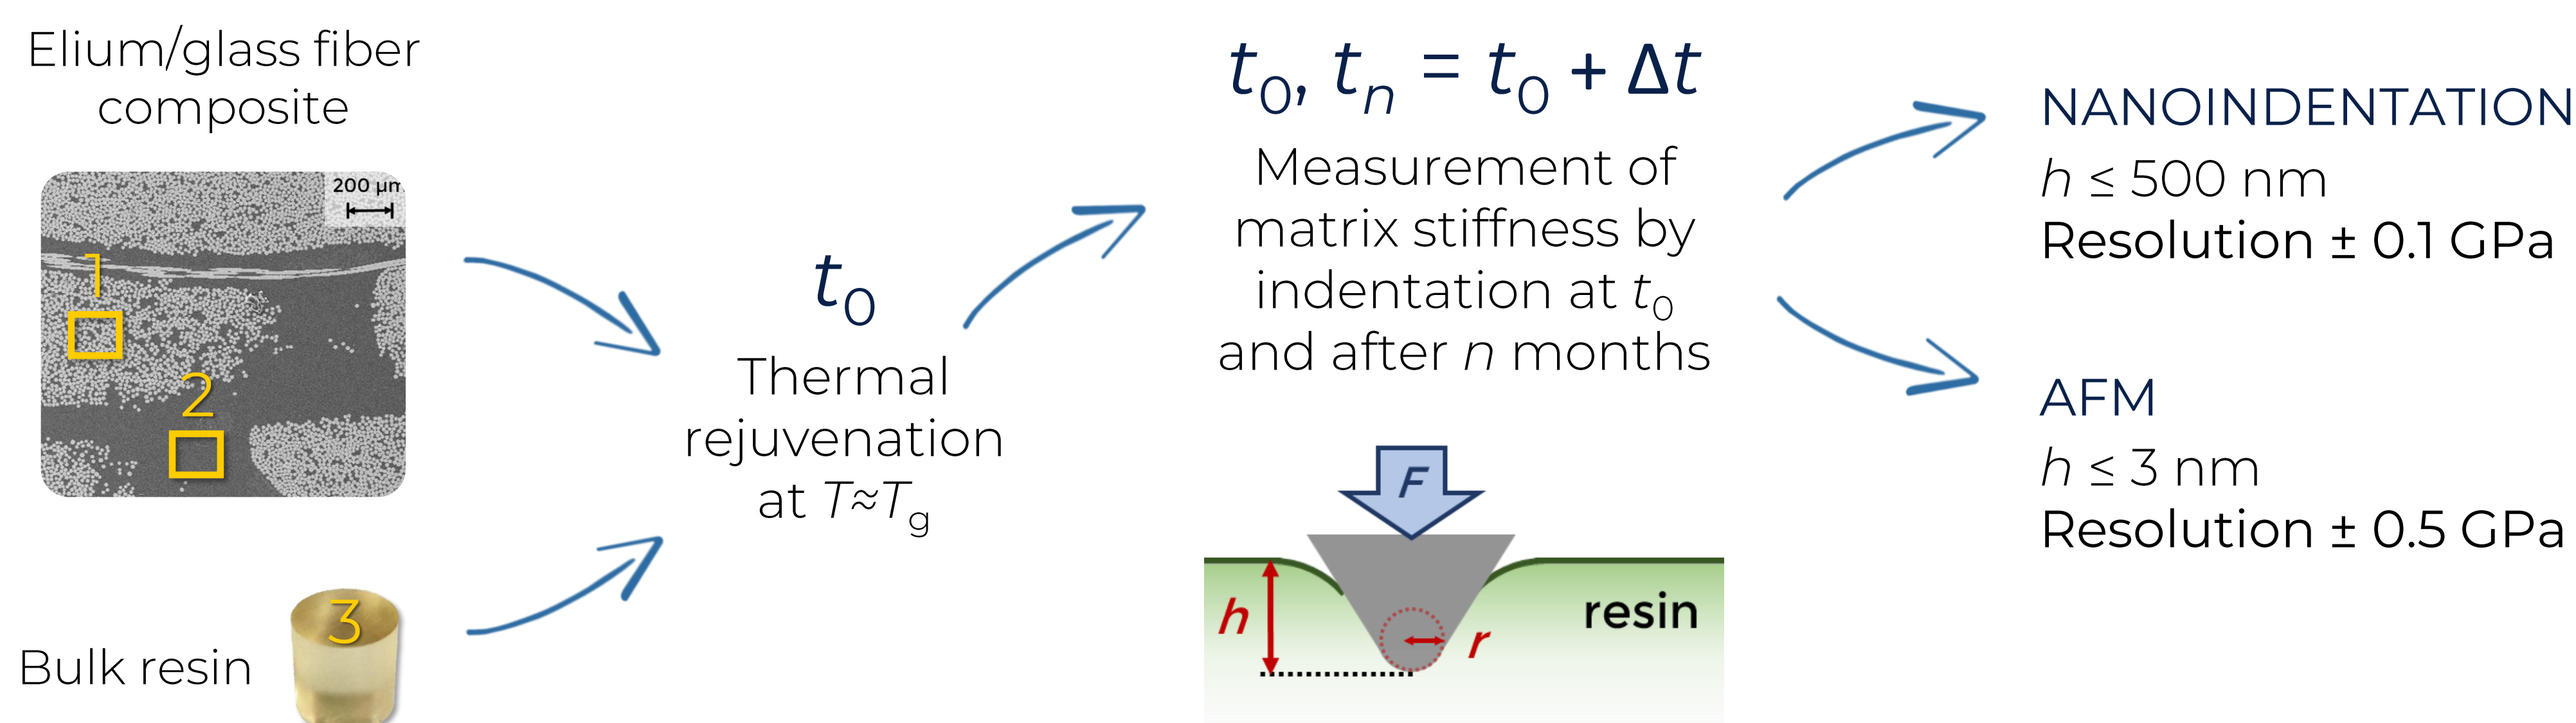 Elium/glass fiber
composite
200 µm
1
2
3
Bulk resin
t₀
Thermal
rejuvenation
at T≈Tg
t₀, tₙ = t₀ + Δt
Measurement of
matrix stiffness by
indentation at t₀
and after n months
F
h
r
resin
NANOINDENTATION
h ≤ 500 nm
Resolution ± 0.1 GPa
AFM
h ≤ 3 nm
Resolution ± 0.5 GPa